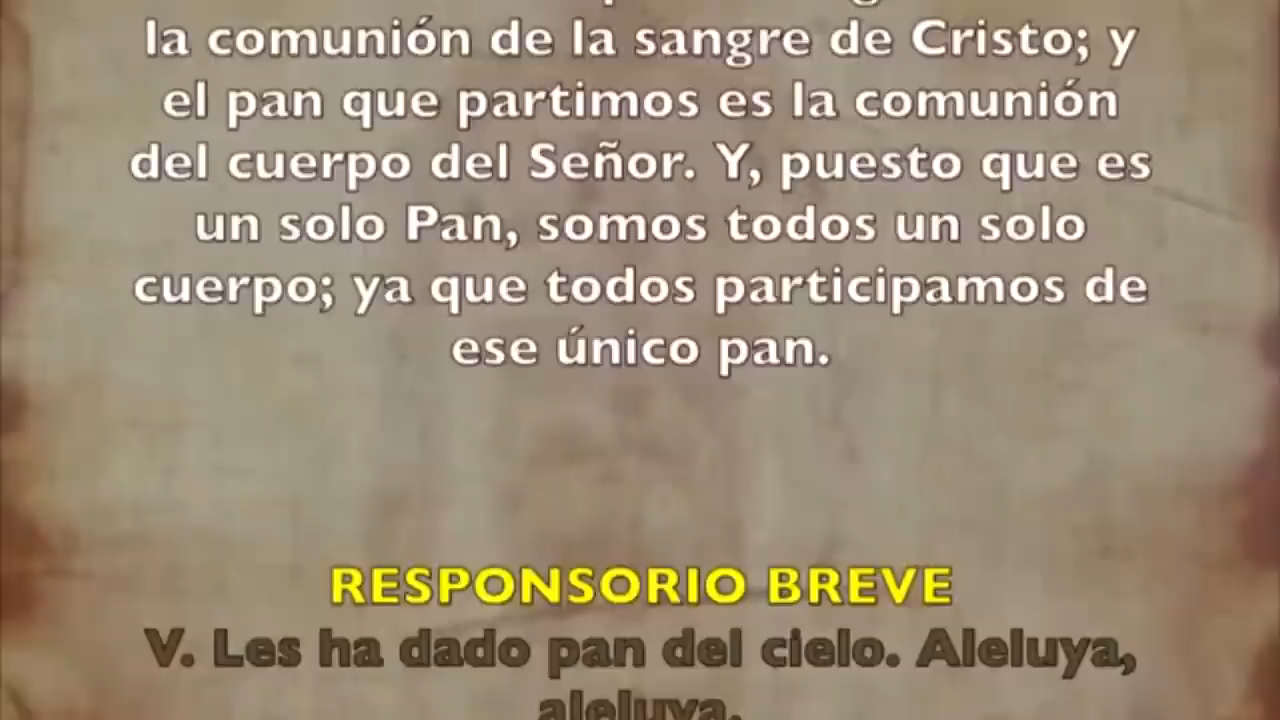 la comunión de la sangre de Cristo; y
el pan que partimos es la comunión
del cuerpo del Señor. Y, puesto que es
un solo Pan, somos todos un solo
cuerpo; ya que todos participamos de
ese único pan.
RESPONSORIO BREVE
V. Les ha dado pan del cielo. Aleluya,
aleluya.